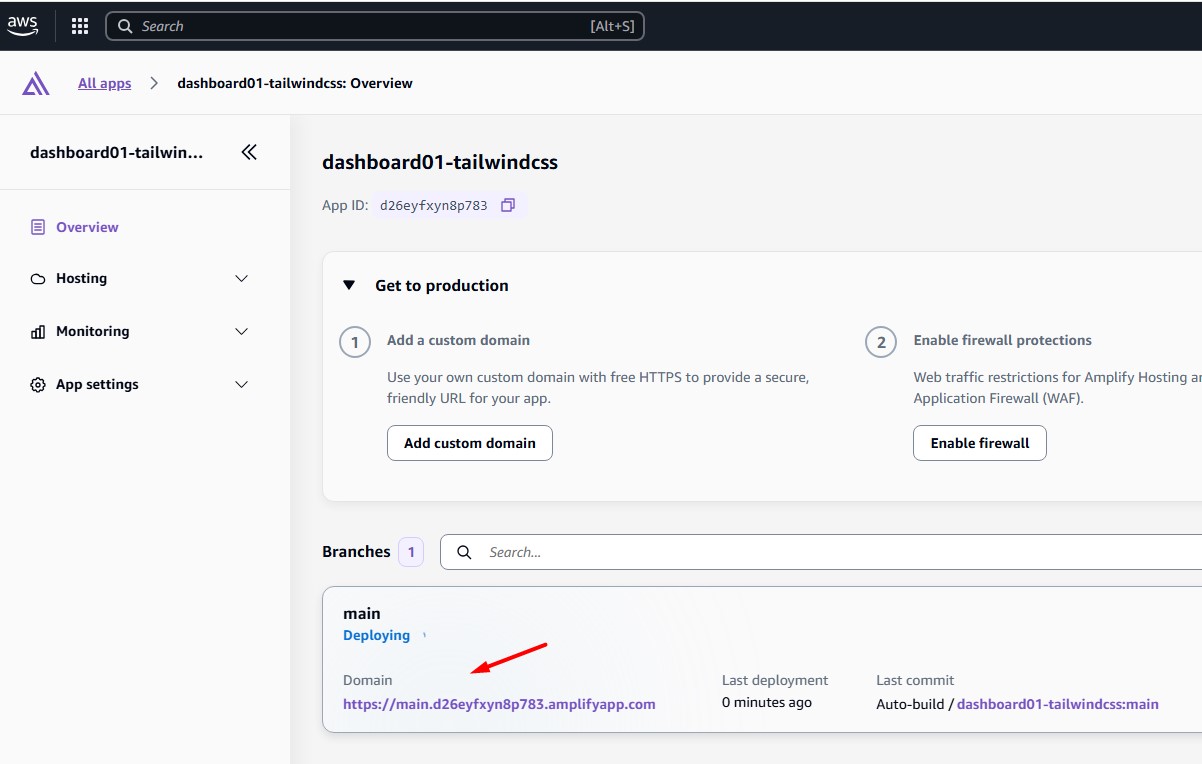 aws
Search [Alt+S]
All apps dashboard01-tailwindcss: Overview
dashboard01-tailwin...
Overview
Hosting
Monitoring
App settings
dashboard01-tailwindcss
App ID: d26eyfxyn8p783
Get to production
1 Add a custom domain
Use your own custom domain with free HTTPS to provide a secure,
friendly URL for your app.
Add custom domain
2 Enable firewall protections
Web traffic restrictions for Amplify Hosting
Application Firewall (WAF).
Enable firewall
Branches 1 Search...
main
Deploying
Domain
https://main.d26eyfxyn8p783.amplifyapp.com
Last deployment
0 minutes ago
Last commit
Auto-build / dashboard01-tailwindcss:main